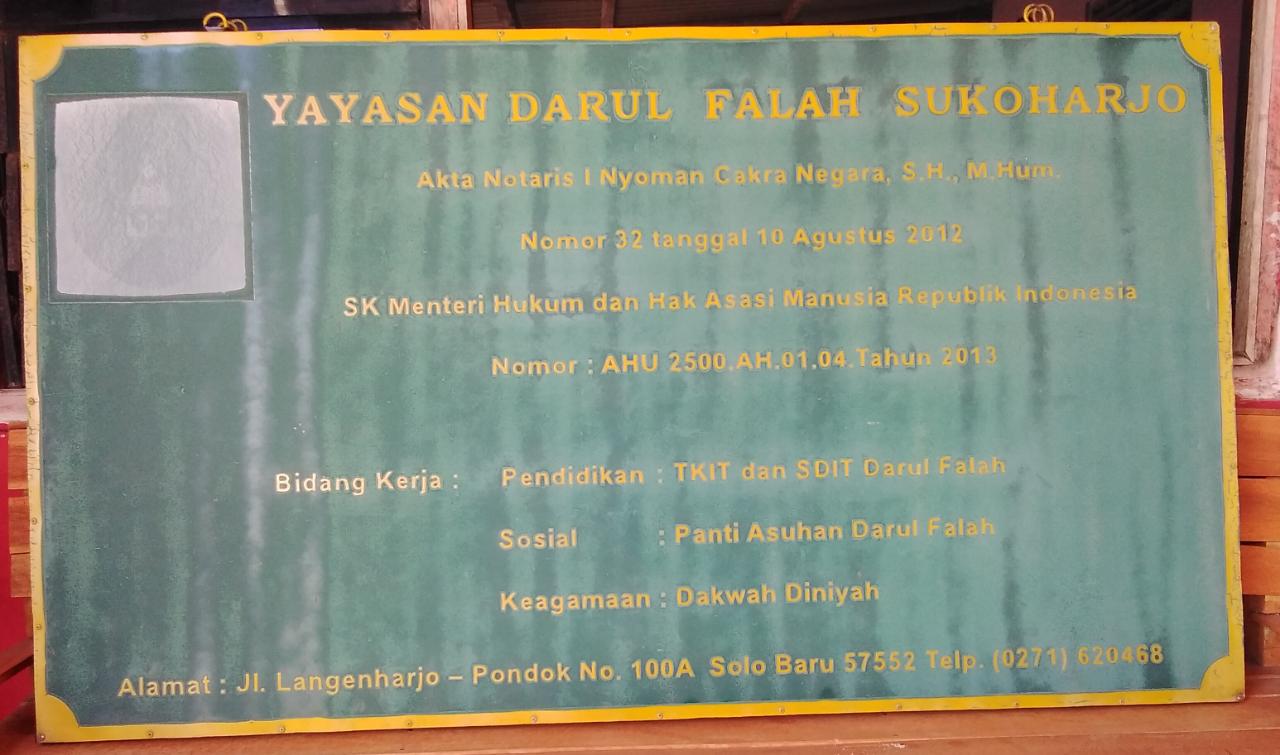 YAYASAN DARUL FALAH SUKOHARJO
Akta Notaris I Nyoman Cakra Negara, S.H., M.Hum.
Nomor 32 tanggal 10 Agustus 2012
SK Menteri Hukum dan Hak Asasi Manusia Republik Indonesia
Nomor : AHU 2500.AH.01.04.Tahun 2013
Bidang Kerja : Pendidikan : TKIT dan SDIT Darul Falah
Sosial : Panti Asuhan Darul Falah
Keagamaan : Dakwah Diniyah
Alamat : Jl. Langenharjo – Pondok No. 100A Solo Baru 57552 Telp. (0271) 620468